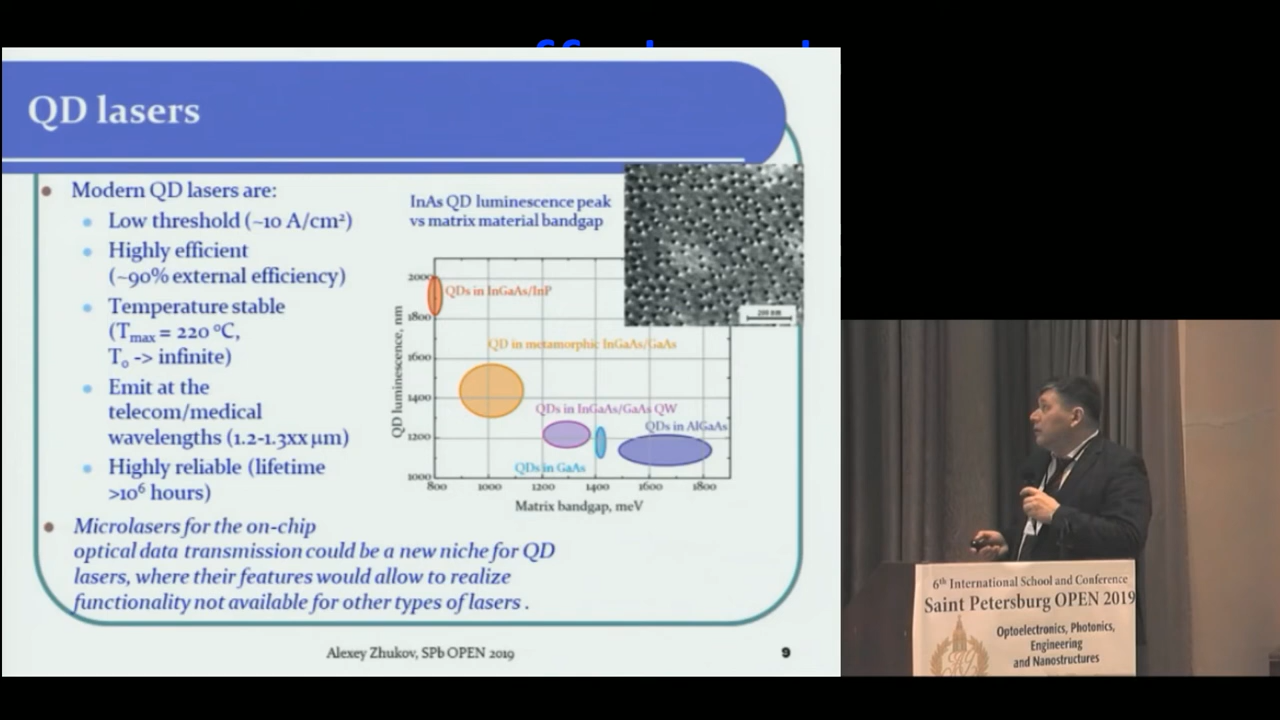 QD lasers
Modern QD lasers are:
Low threshold (~10 A/cm²)
Highly efficient
(~90% external efficiency)
Temperature stable
(Tmax = 220 ºC,
To -> infinite)
Emit at the
telecom/medical
wavelengths (1.2-1.3xx µm)
Highly reliable (lifetime
>10⁶ hours)
Microlasers for the on-chip
optical data transmission could be a new niche for QD
lasers, where their features would allow to realize
functionality not available for other types of lasers .
InAs QD luminescence peak
vs matrix material bandgap
200 nm
QD luminescence, nm
2000
1800
1600
1400
1200
1000
QDs in InGaAs/InP
QD in metamorphic InGaAs/GaAs
QDs in InGaAs/GaAs QW
QDs in AlGaAs
QDs in GaAs
800 1000 1200 1400 1600 1800
Matrix bandgap, meV
Alexey Zhukov, SPb OPEN 2019
9
6th International School and Conference
Saint Petersburg OPEN 2019
Optoelectronics, Photonics,
Engineering
and Nanostructures